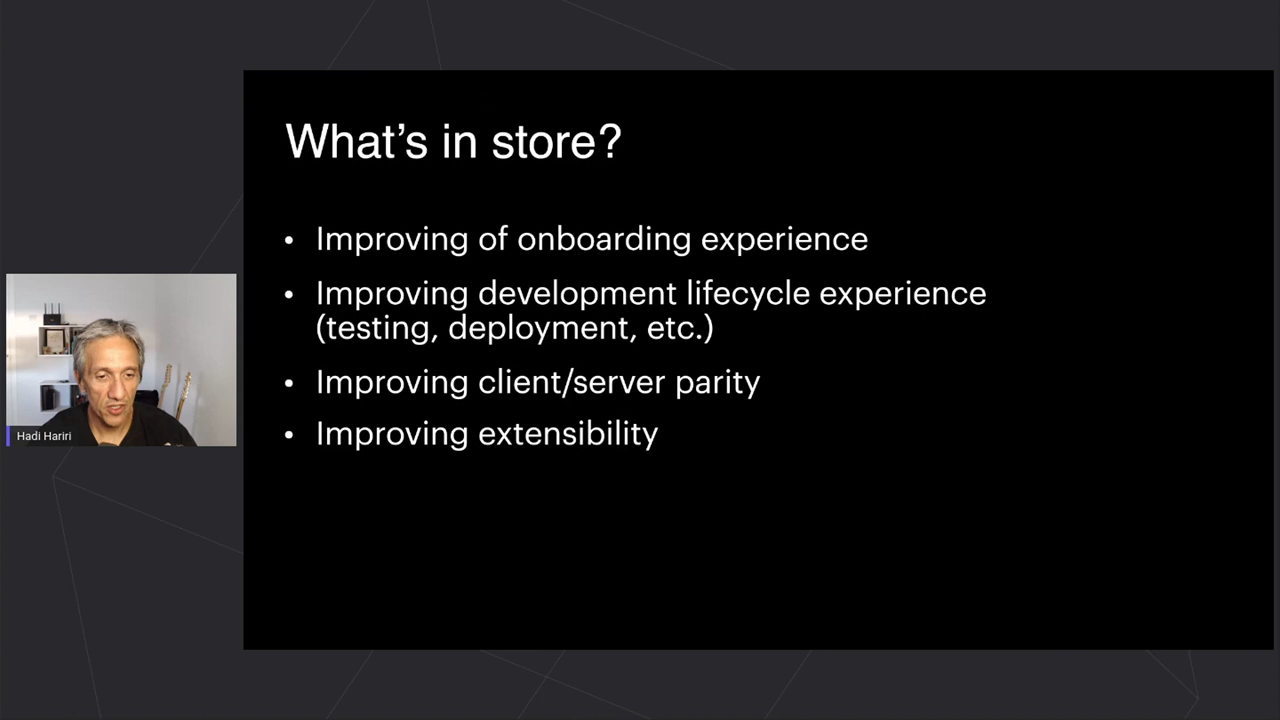 What's in store?
• Improving of onboarding experience
• Improving development lifecycle experience
(testing, deployment, etc.)
• Improving client/server parity
• Improving extensibility
Hadi Hariri